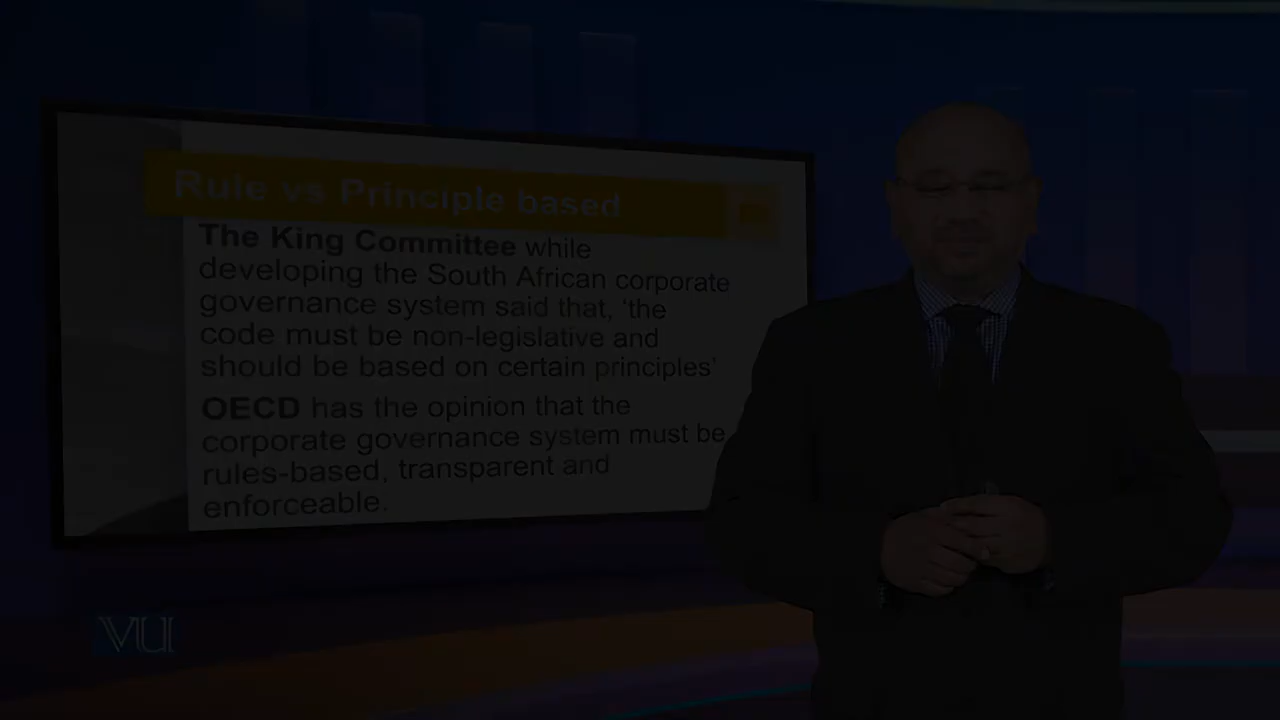 Rule vs Principle based
The King Committee while
developing the South African corporate
governance system said that, ‘the
code must be non-legislative and
should be based on certain principles’
OECD has the opinion that the
corporate governance system must be
rules-based, transparent and
enforceable.
VU